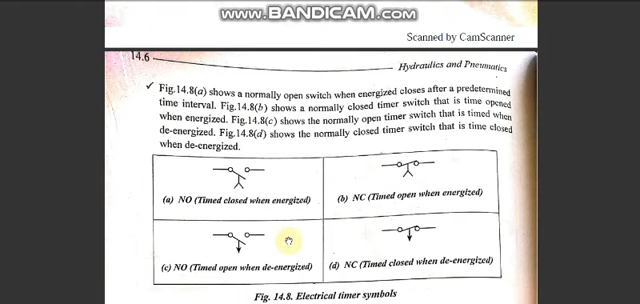 www.BANDICAM.com
Scanned by CamScanner
14.6
Hydraulics and Pneumatics
✓ Fig.14.8(a) shows a normally open switch when energized closes after a predetermined
time interval. Fig.14.8(b) shows a normally closed timer switch that is time opened
when energized. Fig.14.8(c) shows the normally open timer switch that is timed when
de-energized. Fig.14.8(d) shows the normally closed timer switch that is time closed
when de-energized.
(a) NO (Timed closed when energized)
(b) NC (Timed open when energized)
(c) NO (Timed open when de-energized)
(d) NC (Timed closed when de-energized)
Fig. 14.8. Electrical timer symbols